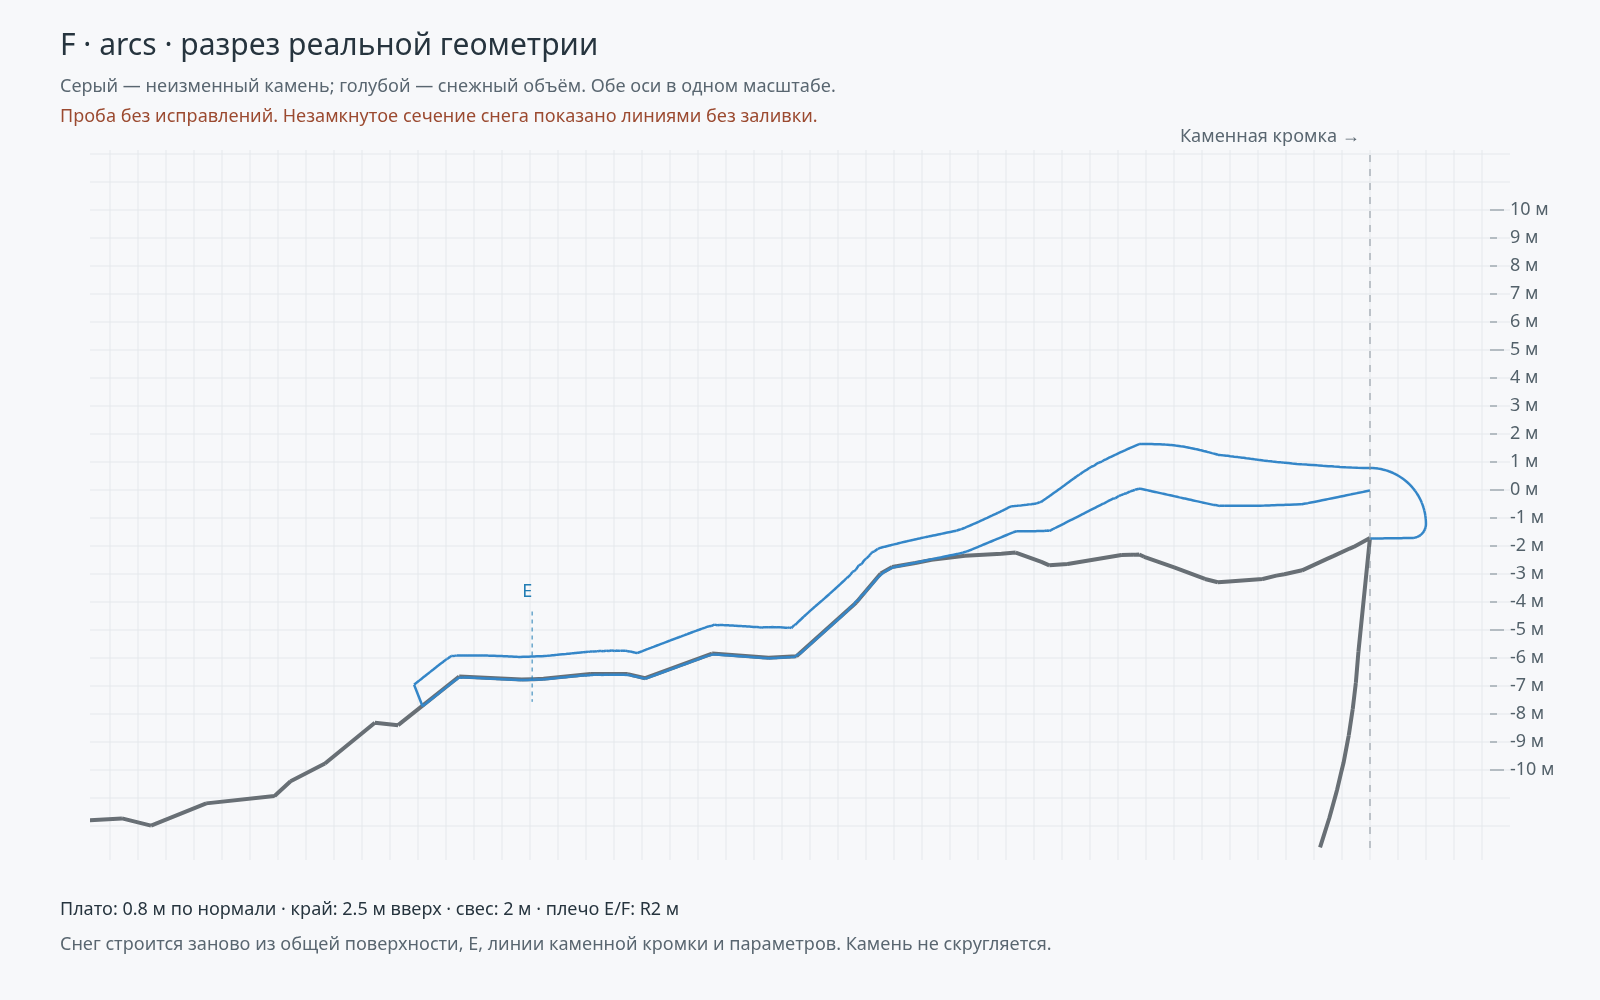 F · arcs · разрез реальной геометрии
Серый — неизменный камень; голубой — снежный объём. Обе оси в одном масштабе.
Проба без исправлений. Незамкнутое сечение снега показано линиями без заливки.
Каменная кромка →
10 м
9 м
8 м
7 м
6 м
5 м
4 м
3 м
2 м
1 м
0 м
-1 м
-2 м
-3 м
-4 м
-5 м
-6 м
-7 м
-8 м
-9 м
-10 м
E
Плато: 0.8 м по нормали · край: 2.5 м вверх · свес: 2 м · плечо E/F: R2 м
Снег строится заново из общей поверхности, E, линии каменной кромки и параметров. Камень не скругляется.